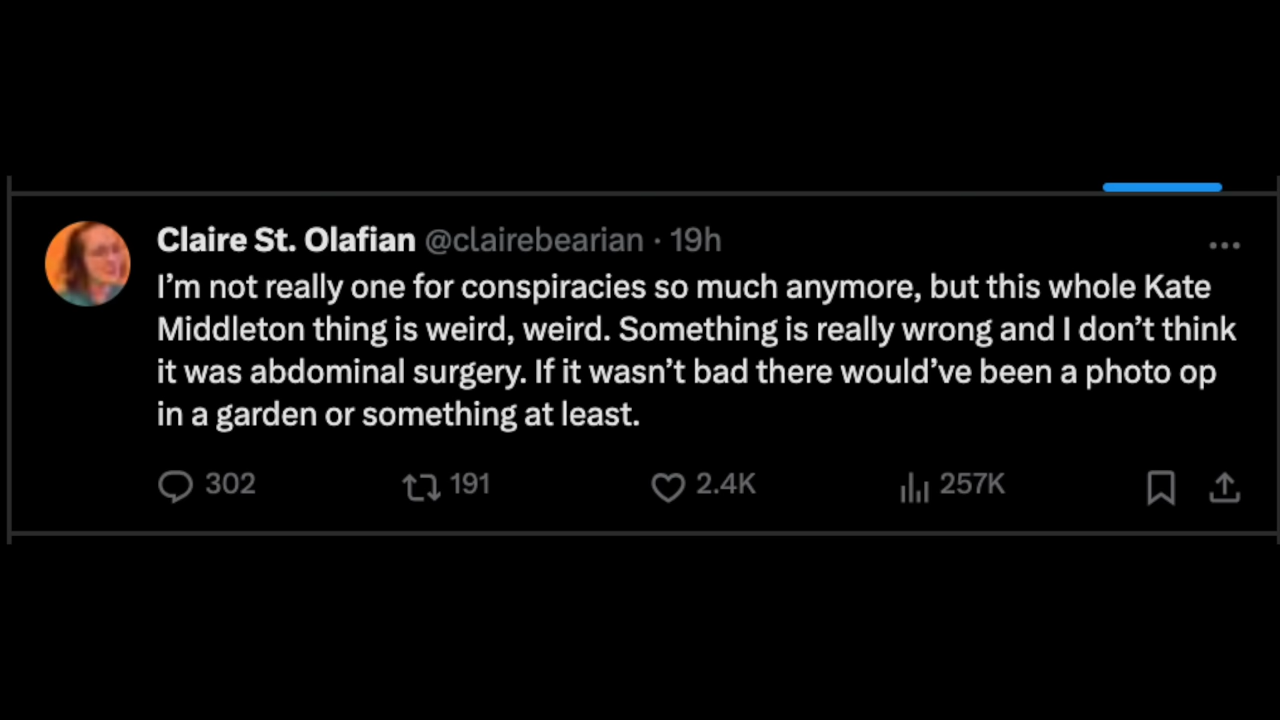 Claire St. Olafian @clairebearian · 19h
I’m not really one for conspiracies so much anymore, but this whole Kate
Middleton thing is weird, weird. Something is really wrong and I don’t think
it was abdominal surgery. If it wasn’t bad there would’ve been a photo op
in a garden or something at least.
302 191 2.4K 257K